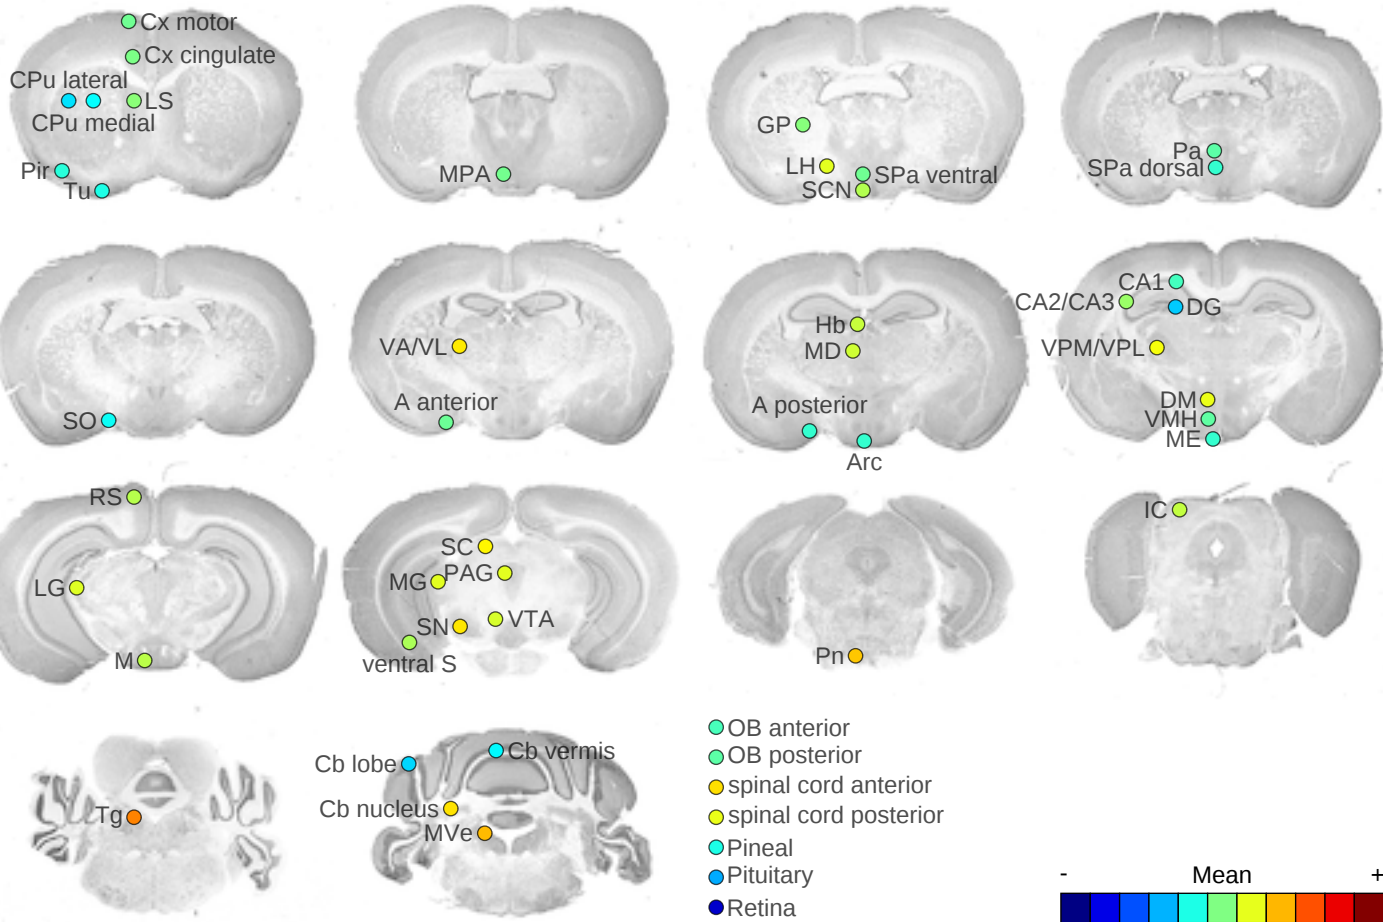 Cx motor
Cx cingulate
CPu lateral
LS
CPu medial
Pir
Tu
MPA
GP
LH
SPa ventral
SCN
Pa
SPa dorsal
SO
VA/VL
A anterior
Hb
MD
A posterior
Arc
CA1
CA2/CA3
DG
VPM/VPL
DM
VMH
ME
RS
LG
M
SC
PAG
MG
VTA
SN
ventral S
Pn
IC
Tg
Cb vermis
Cb lobe
Cb nucleus
MVe
OB anterior
OB posterior
spinal cord anterior
spinal cord posterior
Pineal
Pituitary
Retina
- Mean +